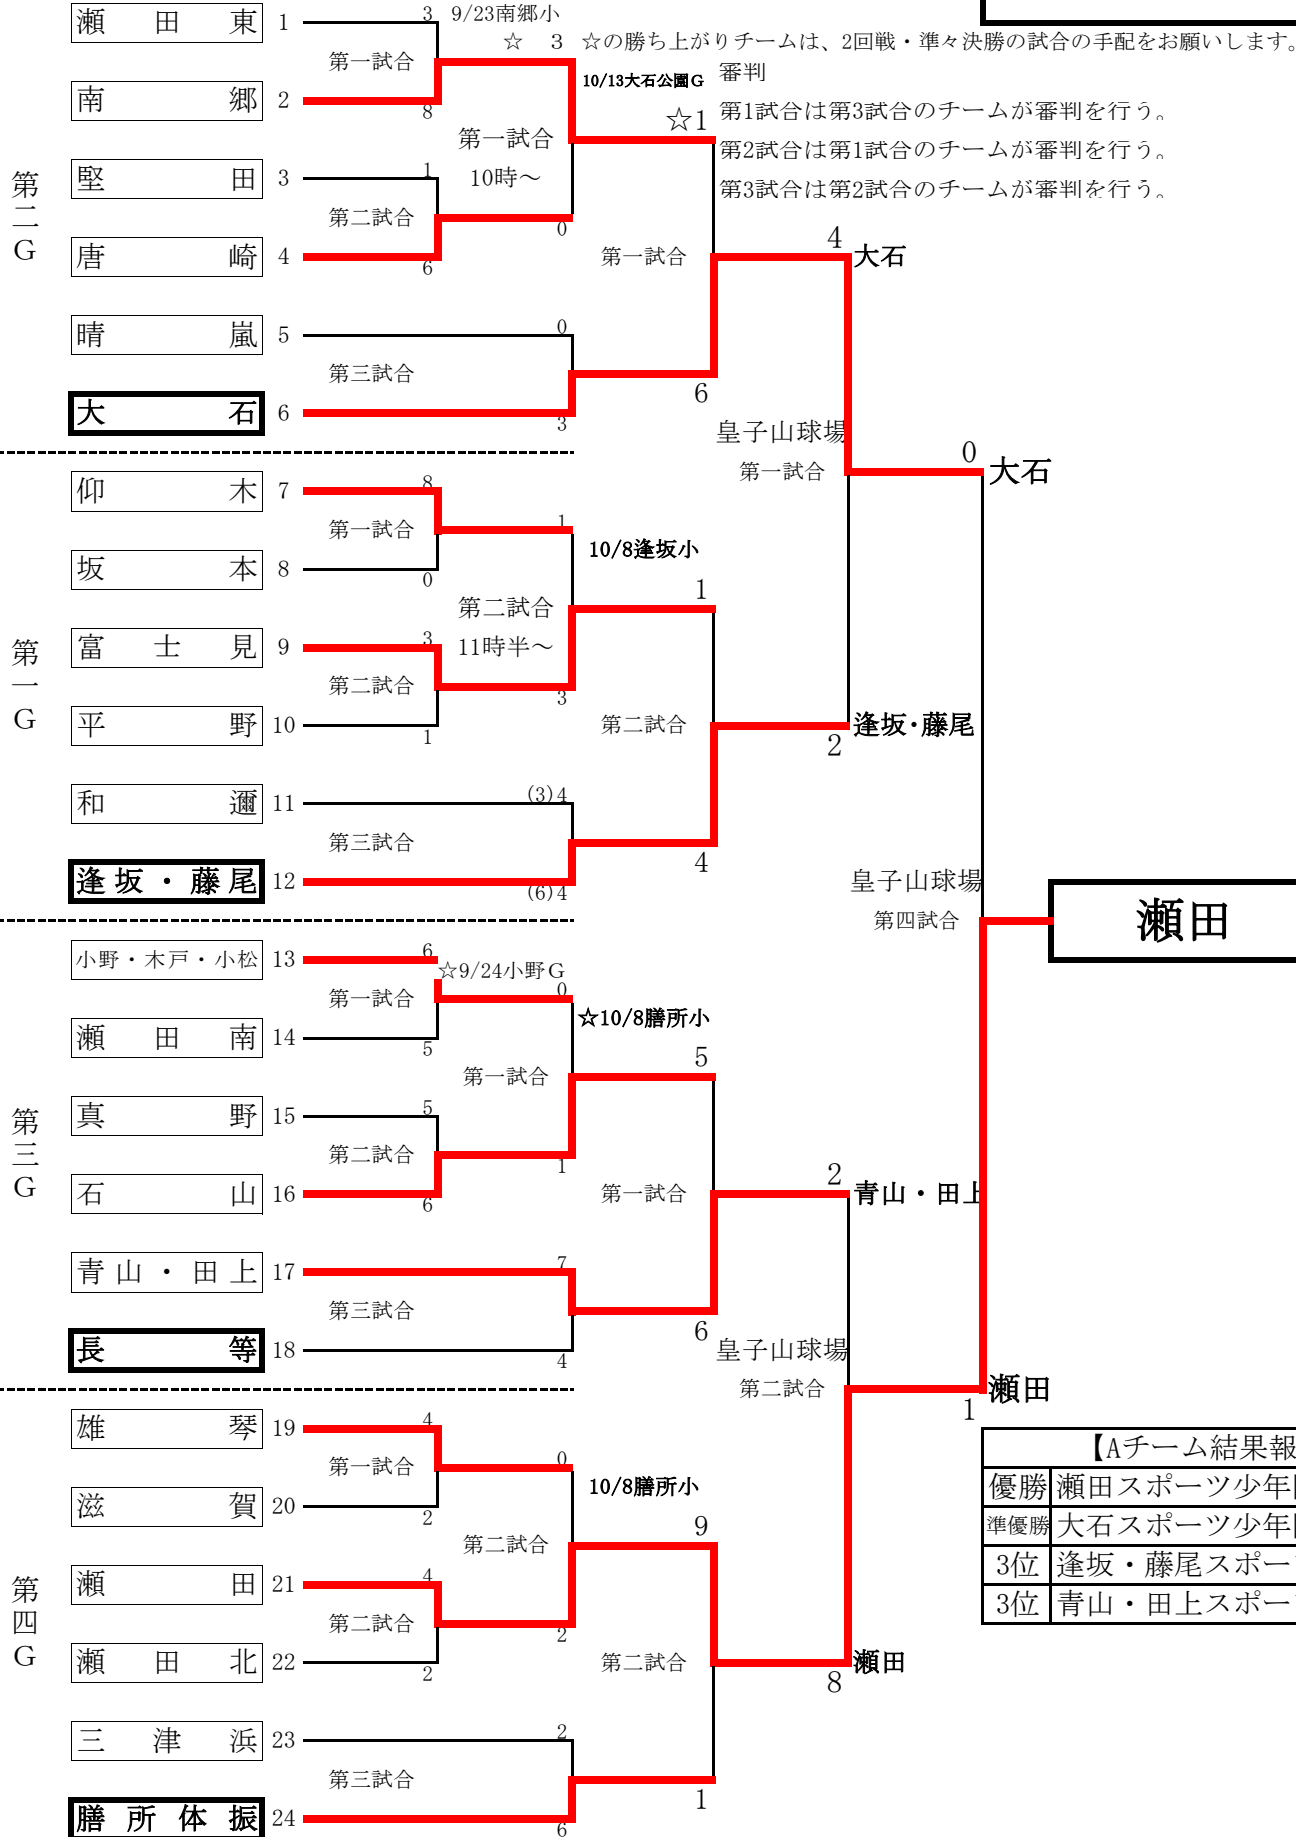 瀬田東 1 3 9/23南郷小
☆ 3 ☆の勝ち上がりチームは、2回戦・準々決勝の試合の手配をお願いします。
第一試合 10/13大石公園G 審判
南郷 2 8 ☆1 第1試合は第3試合のチームが審判を行う。
第一試合 第2試合は第1試合のチームが審判を行う。
堅田 3 1 10時～ 第3試合は第2試合のチームが審判を行う。
第二G
第二試合 0
唐崎 4 6 第一試合 4 大石
晴嵐 5 0
第三試合
大石 6 3 6
皇子山球場
第一試合 0 大石
仰木 7 8
第一試合 1 10/8逢坂小
坂本 8 0 1
第二試合
富士見 9 3 11時半～
第一G
第二試合 3
平野 10 1 第二試合 2 逢坂・藤尾
和邇 11 (3)4
第三試合
逢坂・藤尾 12 (6)4 4
皇子山球場
第四試合 瀬田
小野・木戸・小松 13 6 ☆9/24小野G
第一試合 0 ☆10/8膳所小
瀬田南 14 5 5
第一試合
真野 15 5
第三G
第二試合 1
石山 16 6 第一試合 2 青山・田上
青山・田上 17 7
第三試合
長等 18 4 6
皇子山球場
第二試合 1 瀬田
雄琴 19 4
第一試合 0 10/8膳所小
滋賀 20 2 9
第二試合
瀬田 21 4
第四G
第二試合 2
瀬田北 22 2 第二試合 8 瀬田
三津浜 23 2
第三試合
膳所体振 24 6 1
【Aチーム結果報
優勝 瀬田スポーツ少年
準優勝 大石スポーツ少年
3位 逢坂・藤尾スポー
3位 青山・田上スポー